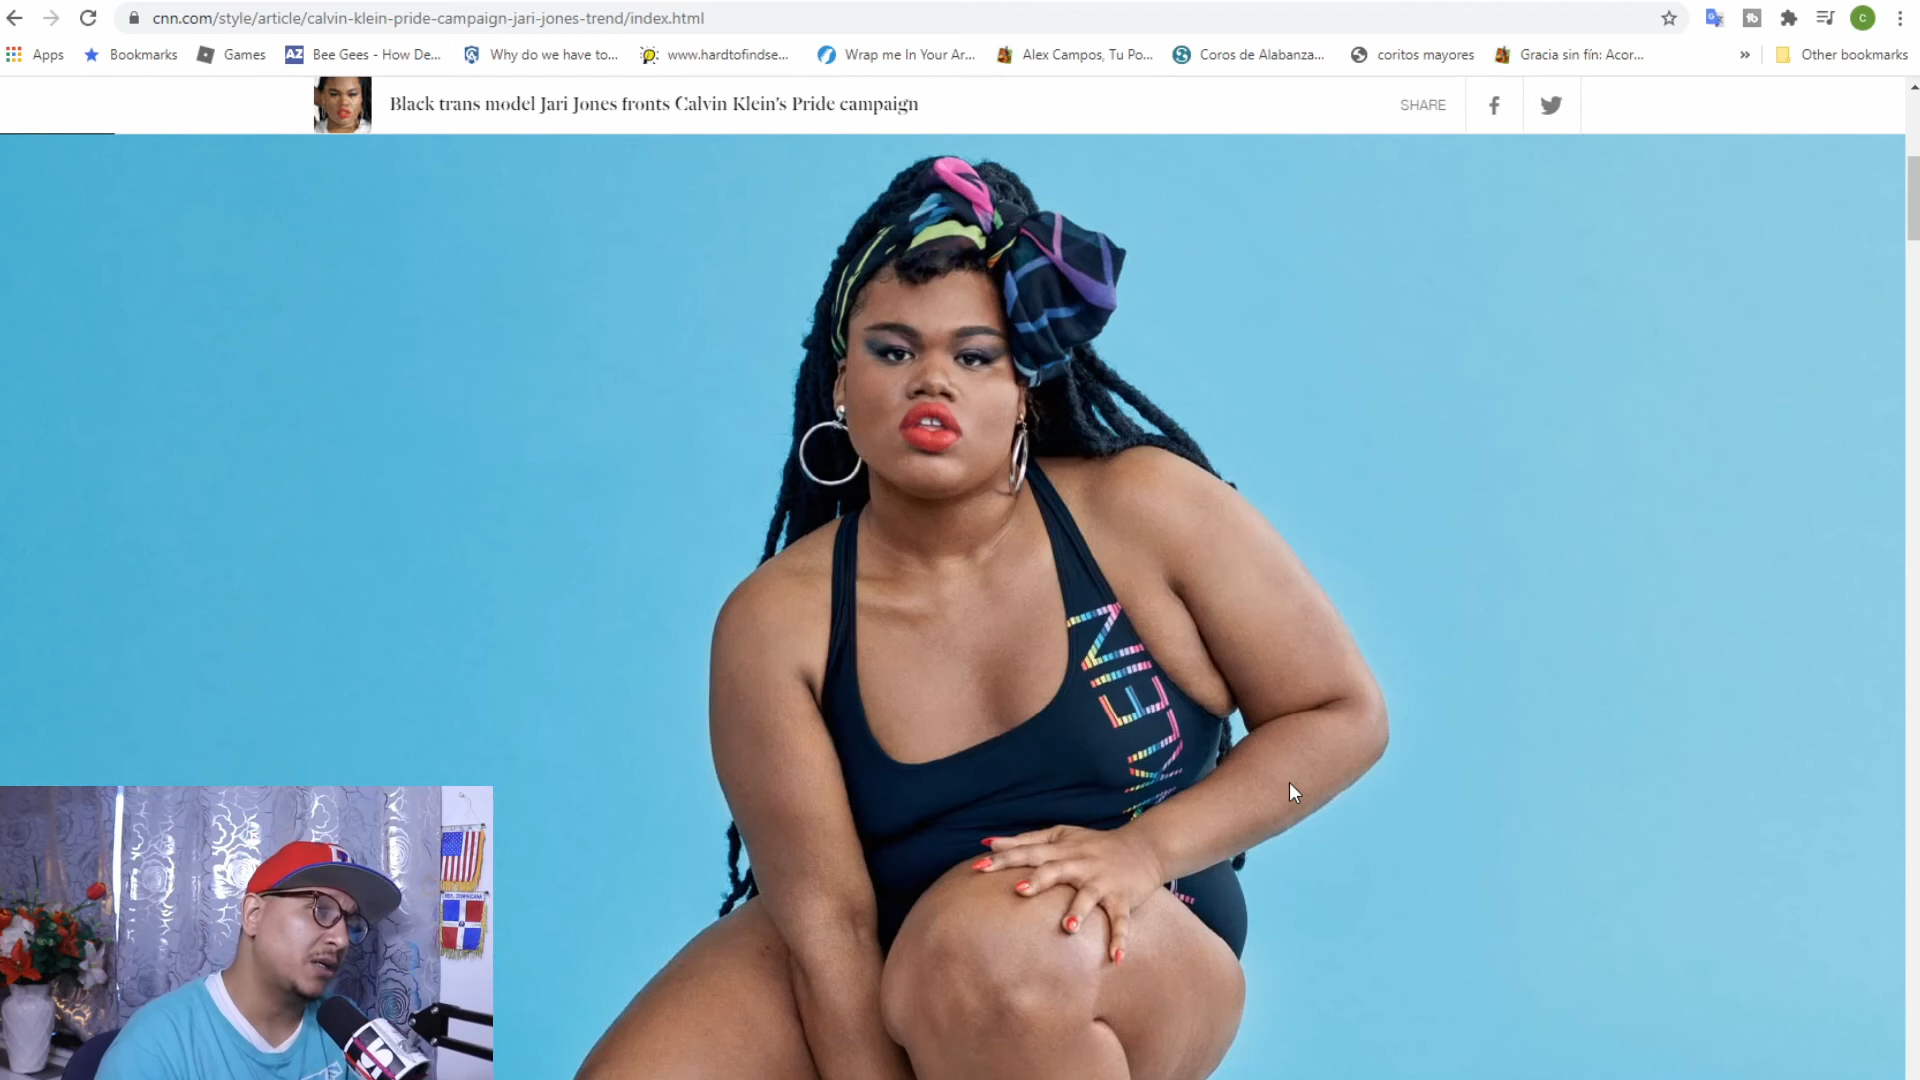 cnn.com/style/article/calvin-klein-pride-campaign-jari-jones-trend/index.html
C
Apps Bookmarks Games AZ Bee Gees - How De... Why do we have to... www.hardtofindse... Wrap me In Your Ar... Alex Campos, Tu Po... Coros de Alabanza... coritos mayores Gracia sin fín: Acor... » Other bookmarks
Black trans model Jari Jones fronts Calvin Klein's Pride campaign SHARE
KLEIN